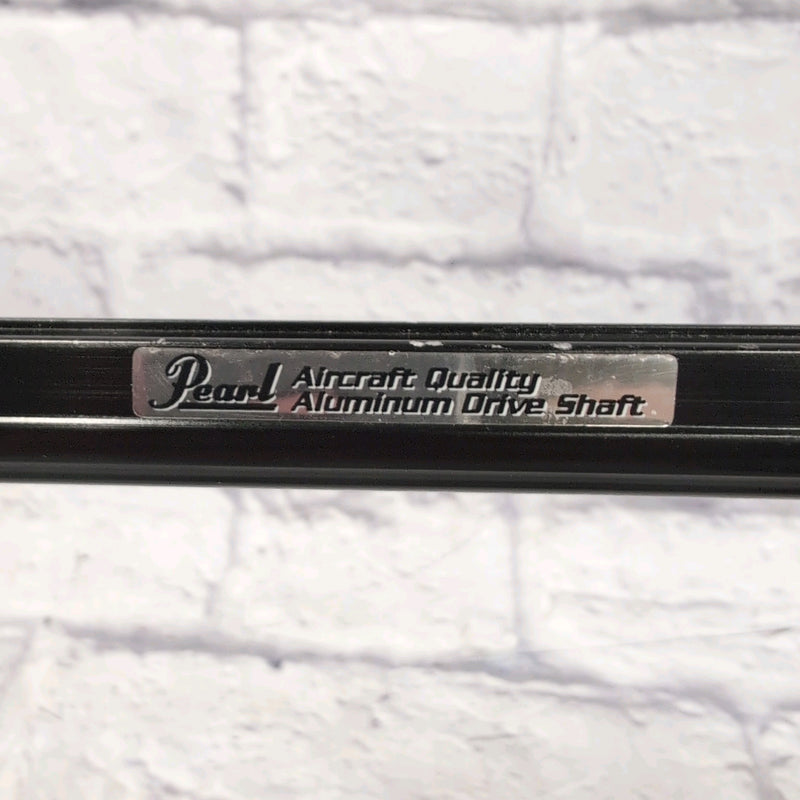 Pearl
Aircraft Quality
Aluminum Drive Shaft